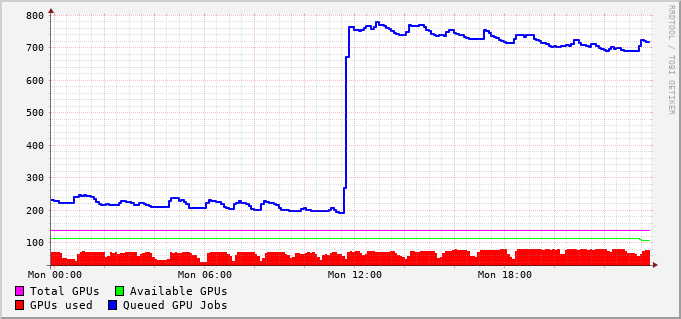 800
700
600
500
400
300
200
100
Mon 00:00 Mon 06:00 Mon 12:00 Mon 18:00
Total GPUs Available GPUs
GPUs used Queued GPU Jobs
RRDTOOL / TOBI OETIKER